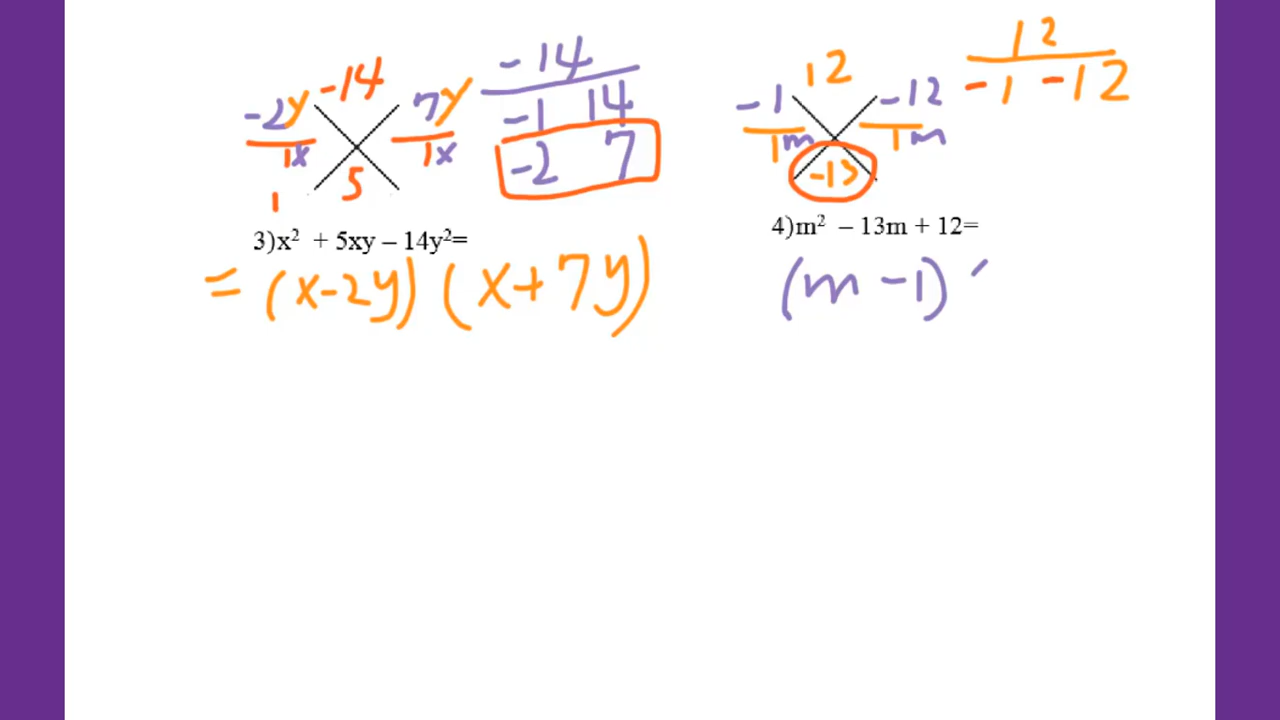 -14
-2y 7y
1x 1x
1 5
-14
-1 14
-2 7
3)x² + 5xy – 14y²=
= (x-2y) (x+7y)
12
-1 -12
1m 1m
-13
12
-1 -12
4)m² – 13m + 12=
(m -1)